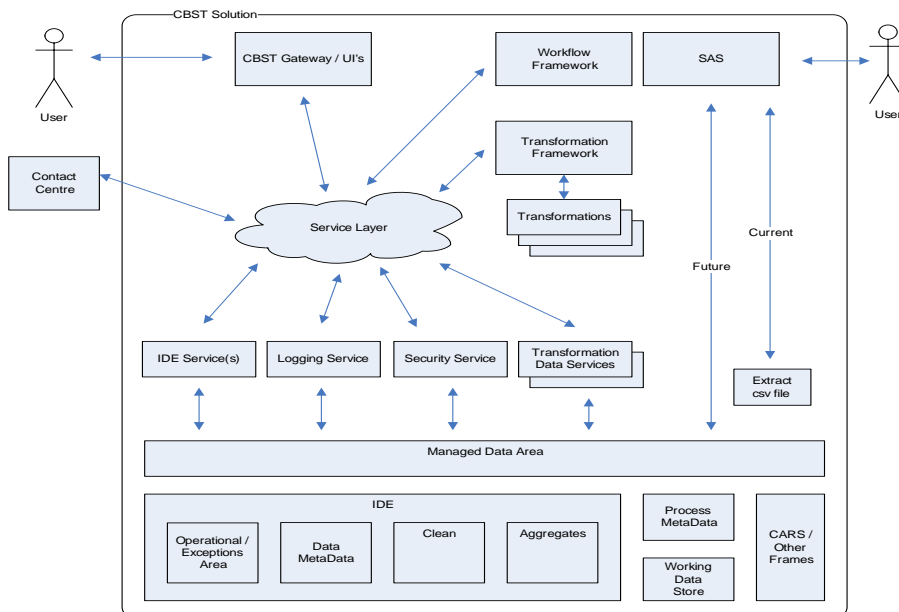 CBST Solution
User
CBST Gateway / UI's
Workflow
Framework
SAS
User
Contact
Centre
Transformation
Framework
Transformations
Service Layer
Current
Future
IDE Service(s)
Logging Service
Security Service
Transformation
Data Services
Extract
csv file
Managed Data Area
IDE
Operational /
Exceptions
Area
Data
MetaData
Clean
Aggregates
Process
MetaData
Working
Data
Store
CARS /
Other
Frames